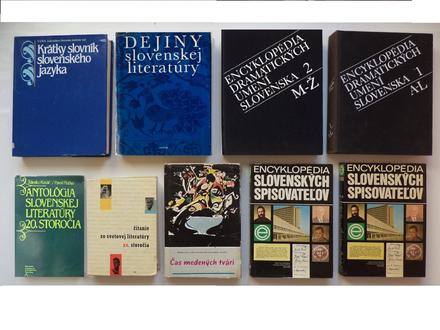 Krátky slovník
slovenského
jazyka
DEJINY
slovenskej
literatúry
ENCYKLOPÉDIA
DRAMATICKÝCH
UMENÍ
SLOVENSKA 2
M-Ž
ENCYKLOPÉDIA
DRAMATICKÝCH
UMENÍ
SLOVENSKA 1
A-L
ANTOLÓGIA
SLOVENSKEJ
LITERATÚRY
20. STOROČIA
čítanie
zo svetovej literatúry
xx. storočia
Čas medených tvárí
ENCYKLOPÉDIA
SLOVENSKÝCH
SPISOVATEĽOV
ENCYKLOPÉDIA
SLOVENSKÝCH
SPISOVATEĽOV